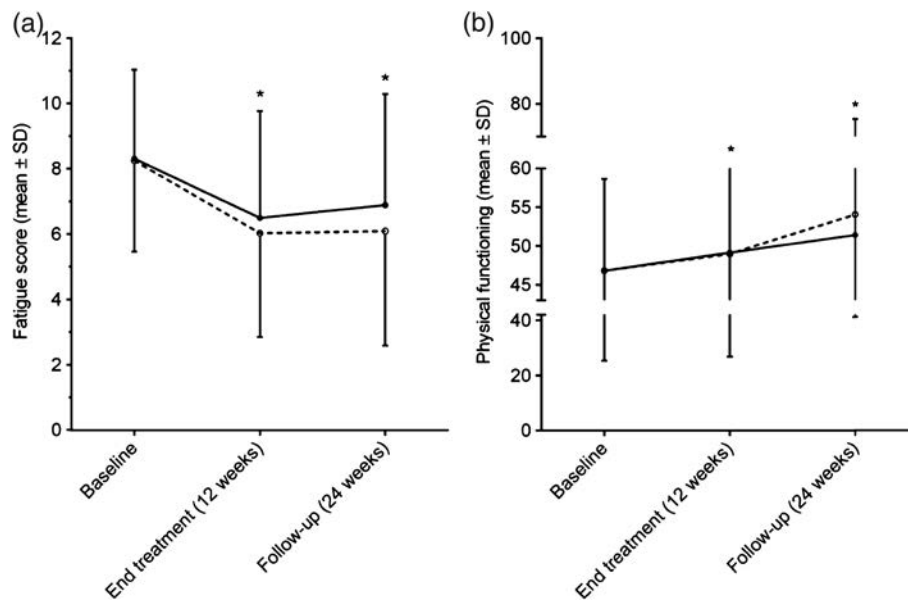 (a)
12
10
8
6
4
2
0
Fatigue score (mean ± SD)
*
*
Baseline
End treatment (12 weeks)
Follow-up (24 weeks)
(b)
100
80
60
55
50
45
40
20
0
Physical functioning (mean ± SD)
*
*
Baseline
End treatment (12 weeks)
Follow-up (24 weeks)